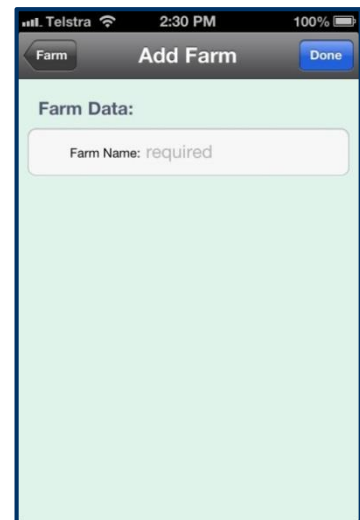 Telstra 2:30 PM 100%
Farm Add Farm Done
Farm Data:
Farm Name: required